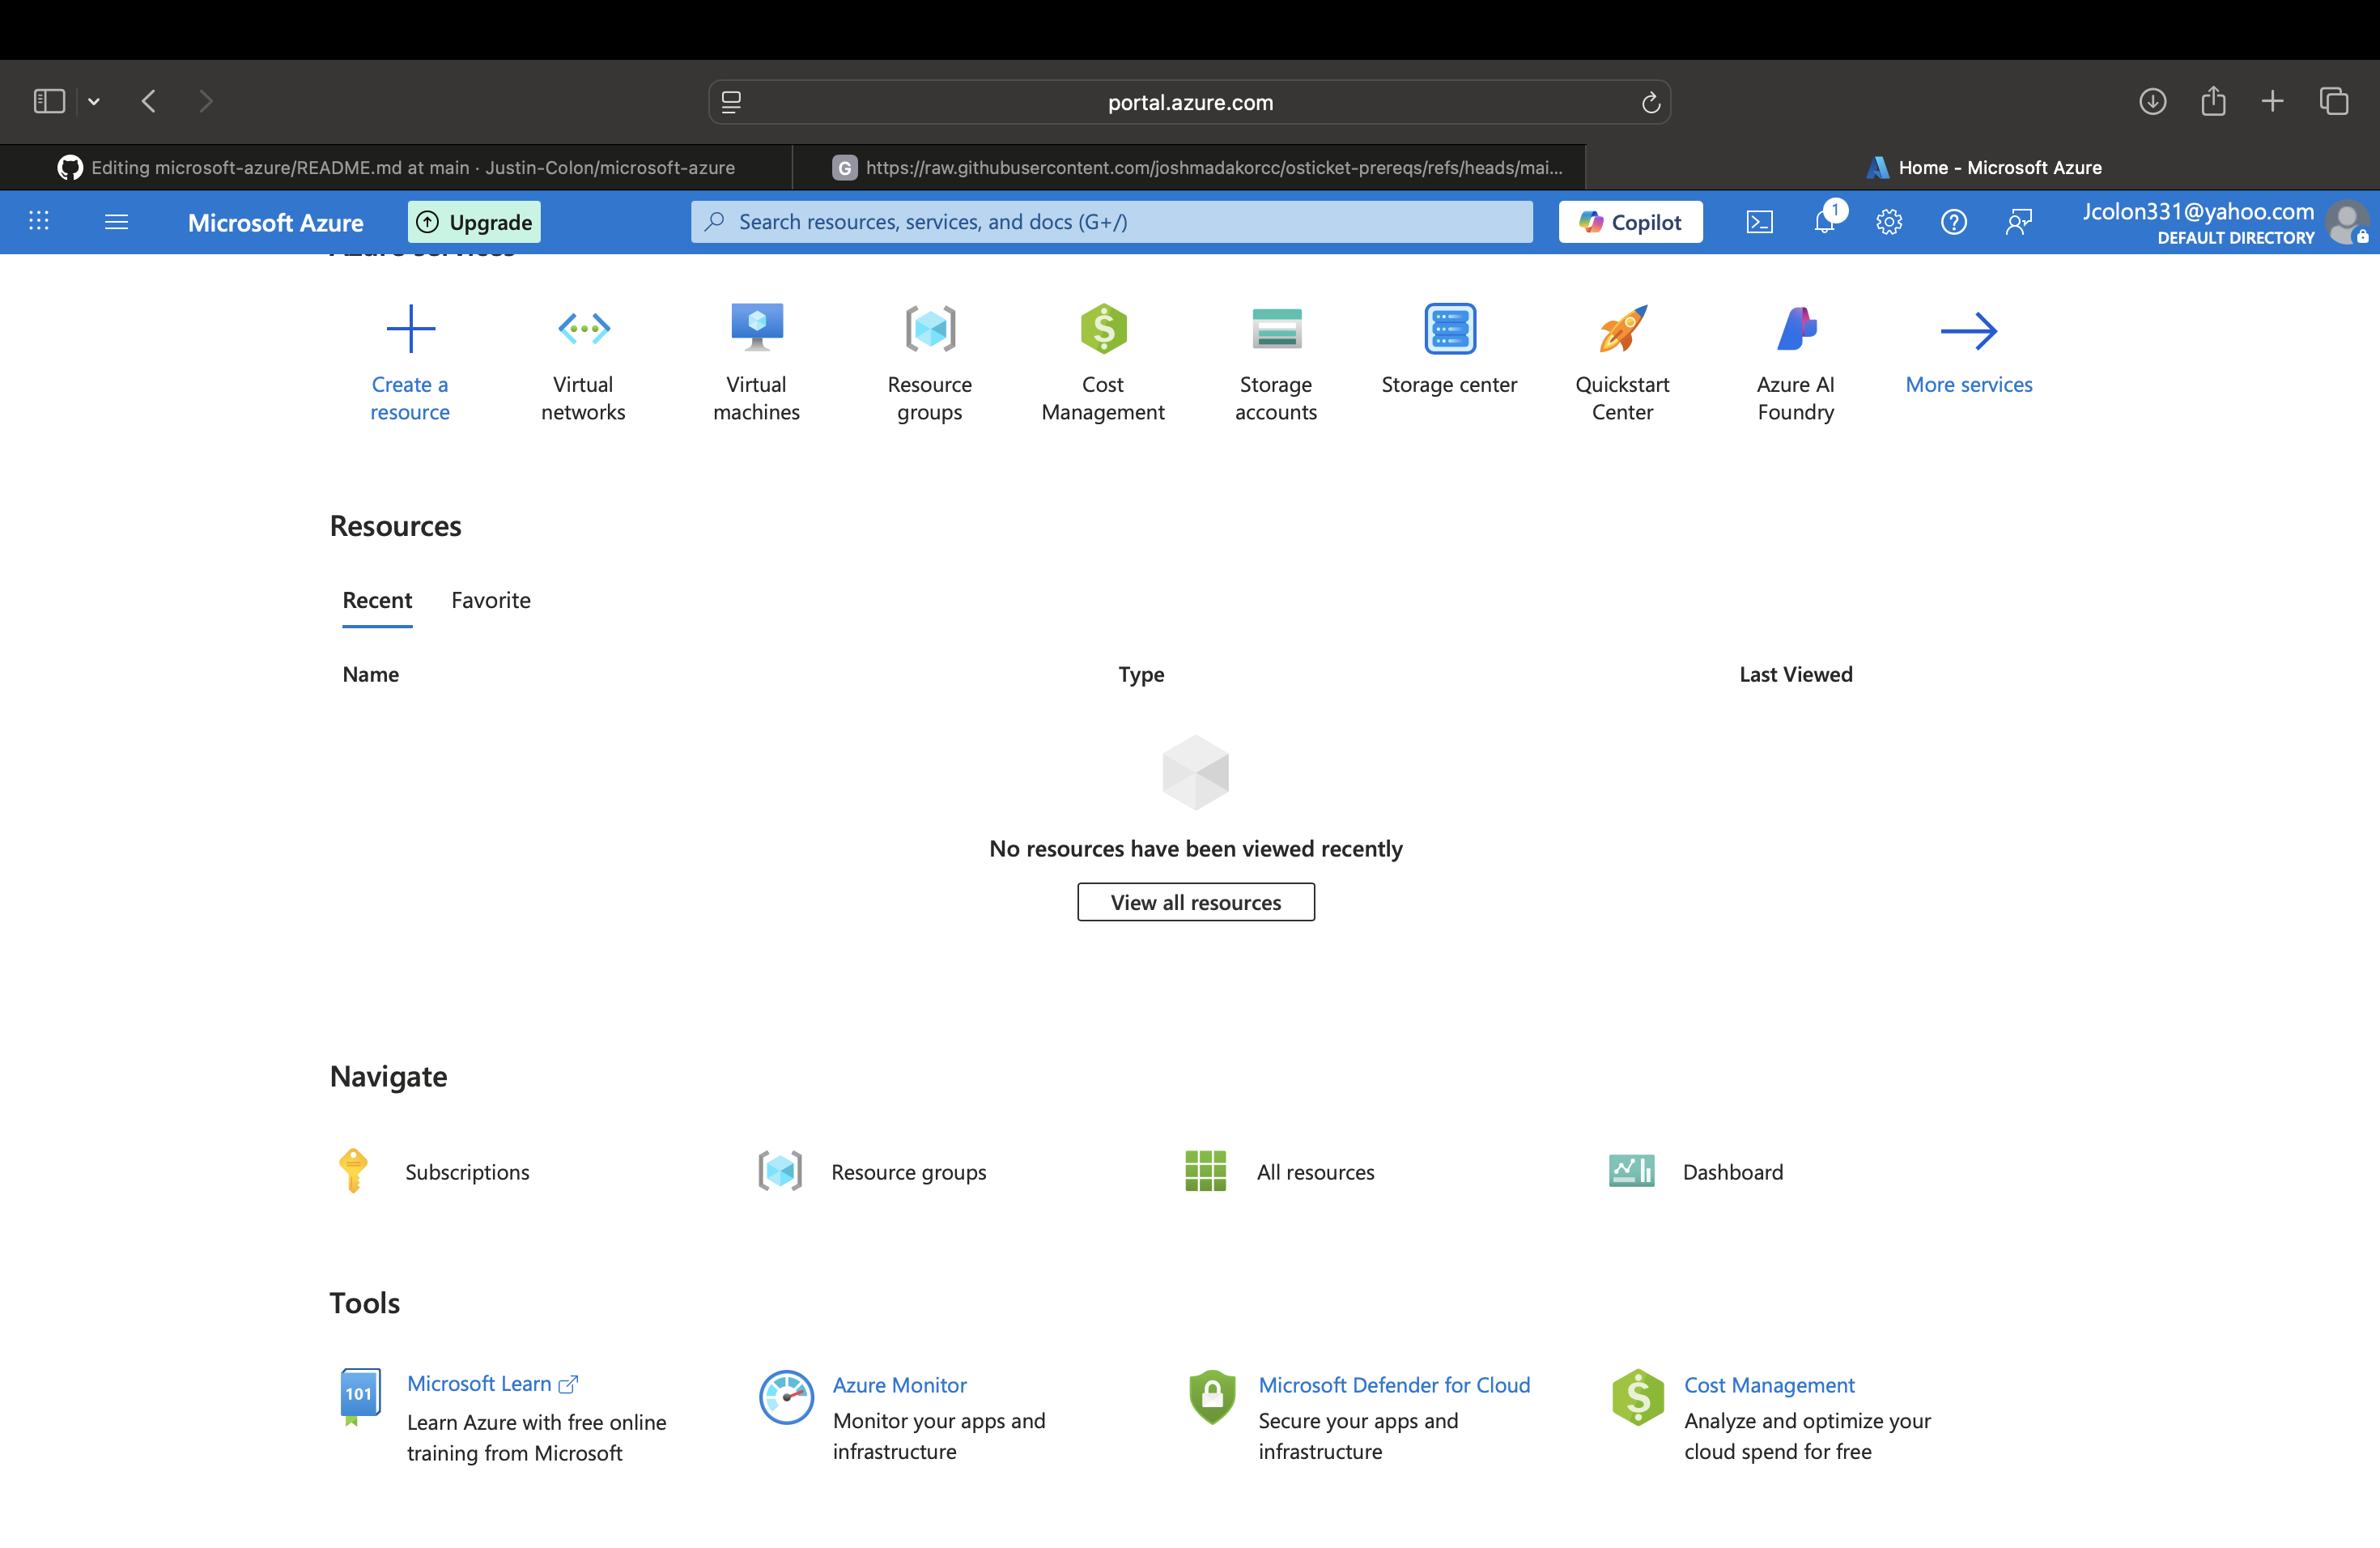 portal.azure.com
Editing microsoft-azure/README.md at main · Justin-Colon/microsoft-azure
G
https://raw.githubusercontent.com/joshmadakorcc/osticket-prereqs/refs/heads/mai...
Home - Microsoft Azure
Microsoft Azure
Upgrade
Search resources, services, and docs (G+/)
Copilot
1
Jcolon331@yahoo.com
DEFAULT DIRECTORY
Azure services
Create a
resource
Virtual
networks
Virtual
machines
Resource
groups
Cost
Management
Storage
accounts
Storage center
Quickstart
Center
Azure AI
Foundry
More services
Resources
Recent
Favorite
Name
Type
Last Viewed
No resources have been viewed recently
View all resources
Navigate
Subscriptions
Resource groups
All resources
Dashboard
Tools
101
Microsoft Learn
Learn Azure with free online
training from Microsoft
Azure Monitor
Monitor your apps and
infrastructure
Microsoft Defender for Cloud
Secure your apps and
infrastructure
Cost Management
Analyze and optimize your
cloud spend for free